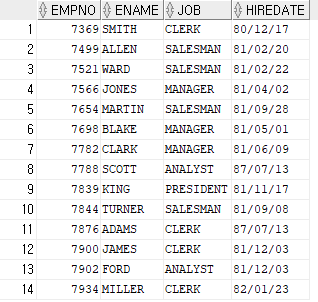 EMPNO ENAME JOB HIREDATE
1 7369 SMITH CLERK 80/12/17
2 7499 ALLEN SALESMAN 81/02/20
3 7521 WARD SALESMAN 81/02/22
4 7566 JONES MANAGER 81/04/02
5 7654 MARTIN SALESMAN 81/09/28
6 7698 BLAKE MANAGER 81/05/01
7 7782 CLARK MANAGER 81/06/09
8 7788 SCOTT ANALYST 87/07/13
9 7839 KING PRESIDENT 81/11/17
10 7844 TURNER SALESMAN 81/09/08
11 7876 ADAMS CLERK 87/07/13
12 7900 JAMES CLERK 81/12/03
13 7902 FORD ANALYST 81/12/03
14 7934 MILLER CLERK 82/01/23